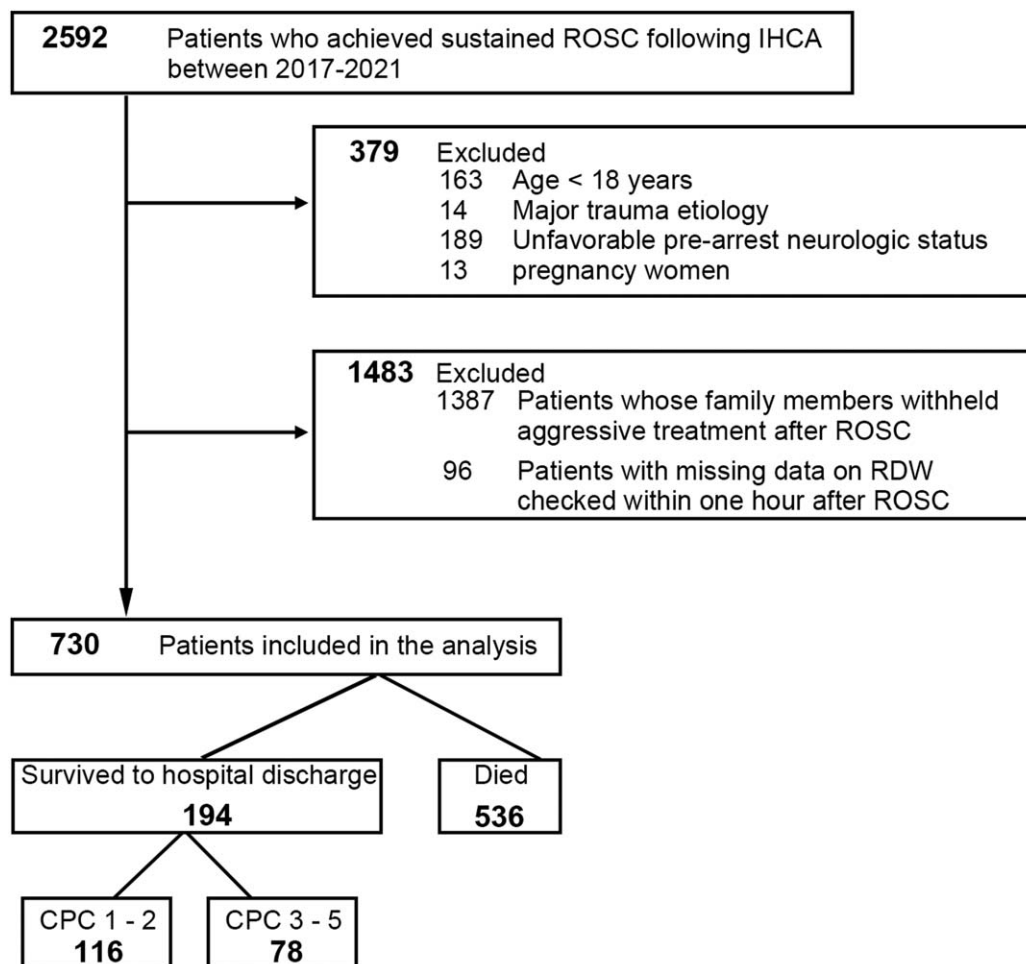 2592 Patients who achieved sustained ROSC following IHCA
between 2017-2021
379 Excluded
163 Age < 18 years
14 Major trauma etiology
189 Unfavorable pre-arrest neurologic status
13 pregnancy women
1483 Excluded
1387 Patients whose family members withheld
aggressive treatment after ROSC
96 Patients with missing data on RDW
checked within one hour after ROSC
730 Patients included in the analysis
Survived to hospital discharge
194
Died
536
CPC 1 - 2
116
CPC 3 - 5
78